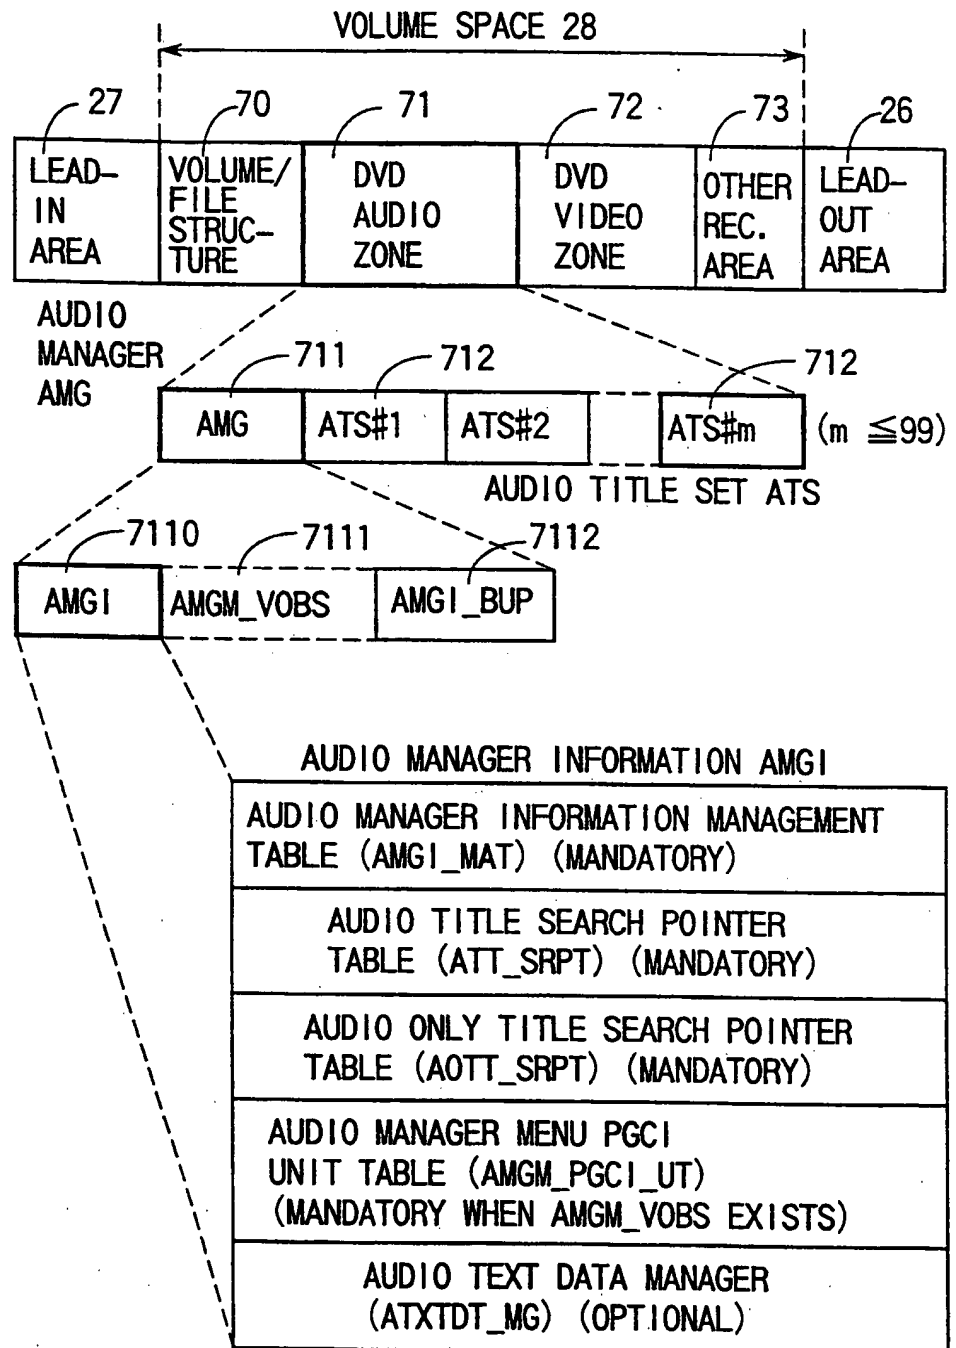 VOLUME SPACE 28
27
70
71
72
73
26
LEAD-
IN
AREA
VOLUME/
FILE
STRUC-
TURE
DVD
AUDIO
ZONE
DVD
VIDEO
ZONE
OTHER
REC.
AREA
LEAD-
OUT
AREA
AUDIO
MANAGER
AMG
711
712
712
AMG
ATS#1
ATS#2
ATS#m
(m ≦99)
AUDIO TITLE SET ATS
7110
7111
7112
AMGI
AMGM_VOBS
AMGI_BUP
AUDIO MANAGER INFORMATION AMGI
AUDIO MANAGER INFORMATION MANAGEMENT
TABLE (AMGI_MAT) (MANDATORY)
AUDIO TITLE SEARCH POINTER
TABLE (ATT_SRPT) (MANDATORY)
AUDIO ONLY TITLE SEARCH POINTER
TABLE (AOTT_SRPT) (MANDATORY)
AUDIO MANAGER MENU PGCI
UNIT TABLE (AMGM_PGCI_UT)
(MANDATORY WHEN AMGM_VOBS EXISTS)
AUDIO TEXT DATA MANAGER
(ATXTDT_MG) (OPTIONAL)